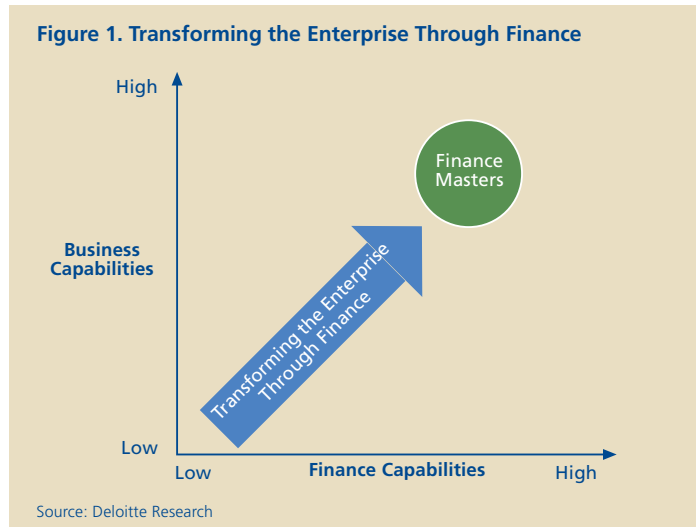 Figure 1. Transforming the Enterprise Through Finance
High
Finance
Masters
Business
Capabilities
Transforming the Enterprise
Through Finance
Low
Low
Finance Capabilities
High
Source: Deloitte Research